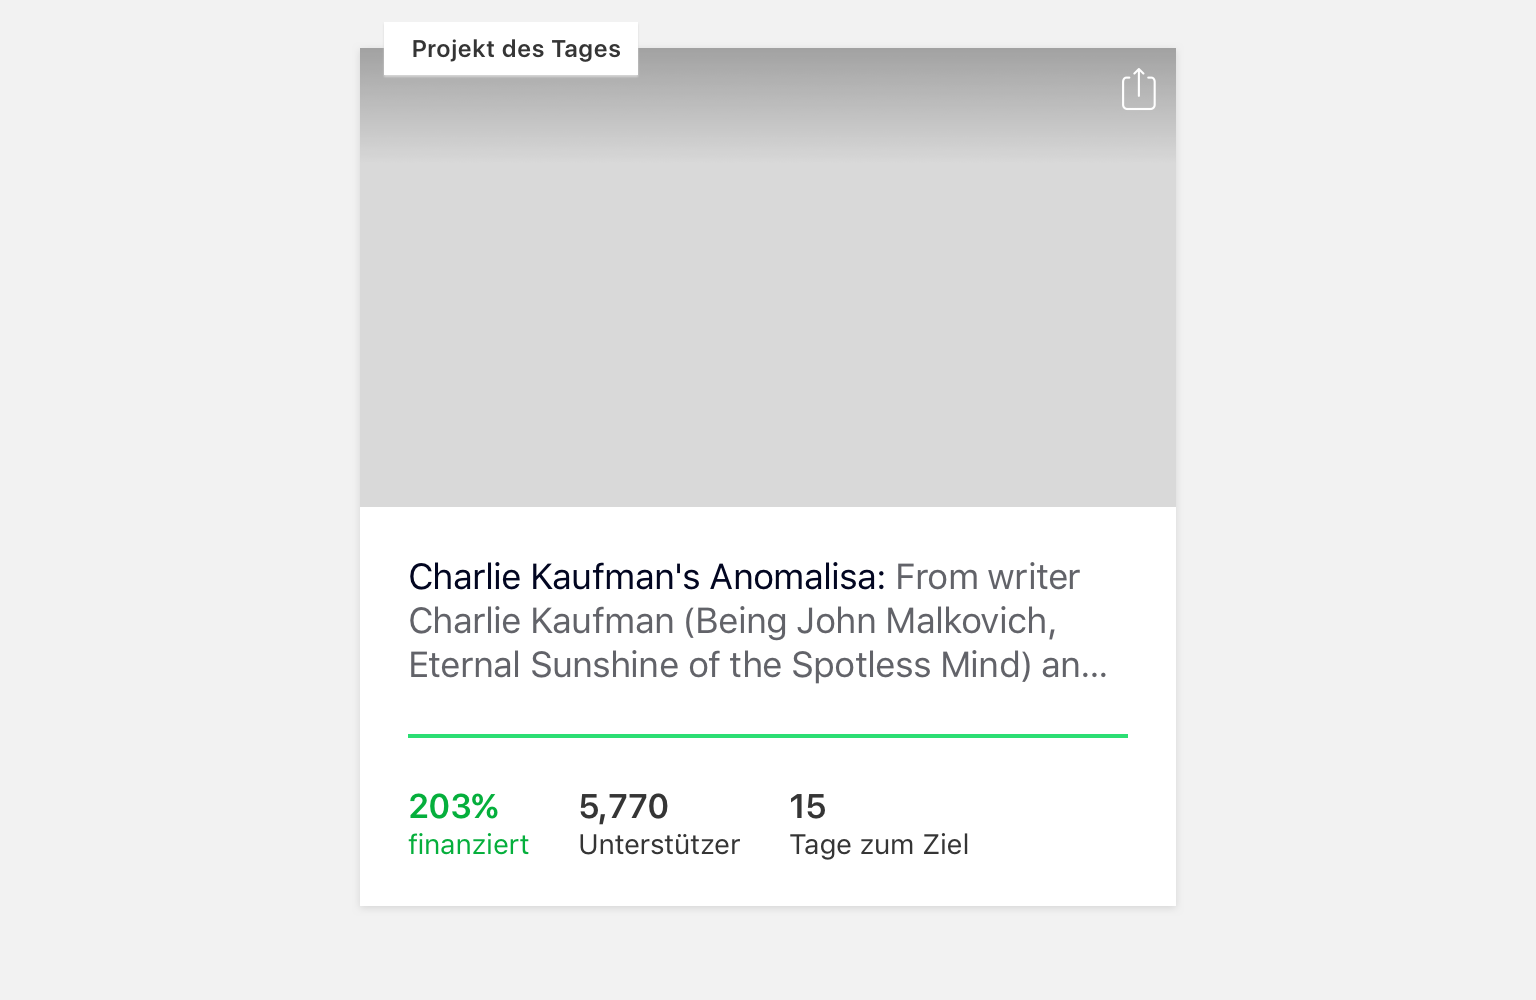 Projekt des Tages
Charlie Kaufman's Anomalisa: From writer
Charlie Kaufman (Being John Malkovich,
Eternal Sunshine of the Spotless Mind) an...
203% 5,770 15
finanziert Unterstützer Tage zum Ziel